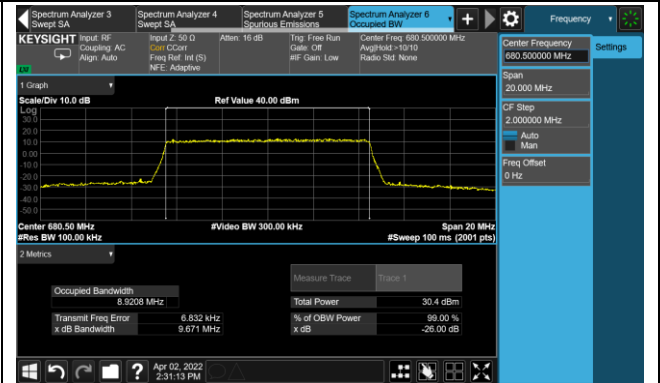 Spectrum Analyzer 3
Swept SA
Spectrum Analyzer 4
Swept SA
Spectrum Analyzer 5
Spurious Emissions
Spectrum Analyzer 6
Occupied BW
Frequency
KEYSIGHT
Input: RF
Coupling: AC
Align: Auto
Input Z: 50 Ω
Corr CCorr
Freq Ref: Int (S)
NFE: Adaptive
Atten: 16 dB
Trig: Free Run
Gate: Off
#IF Gain: Low
Center Freq: 680.500000 MHz
Avg|Hold:>10/10
Radio Std: None
Center Frequency
680.500000 MHz
Settings
Span
20.000 MHz
CF Step
2.000000 MHz
Auto
Man
Freq Offset
0 Hz
1 Graph
Scale/Div 10.0 dB
Ref Value 40.00 dBm
Log
30.0
20.0
10.0
0.00
-10.0
-20.0
-30.0
-40.0
-50.0
Center 680.50 MHz
#Video BW 300.00 kHz
Span 20 MHz
#Res BW 100.00 kHz
#Sweep 100 ms (2001 pts)
2 Metrics
Measure Trace
Trace 1
Occupied Bandwidth
8.9208 MHz
Total Power
30.4 dBm
Transmit Freq Error
6.832 kHz
% of OBW Power
99.00 %
x dB Bandwidth
9.671 MHz
x dB
-26.00 dB
?
Apr 02, 2022
2:31:13 PM